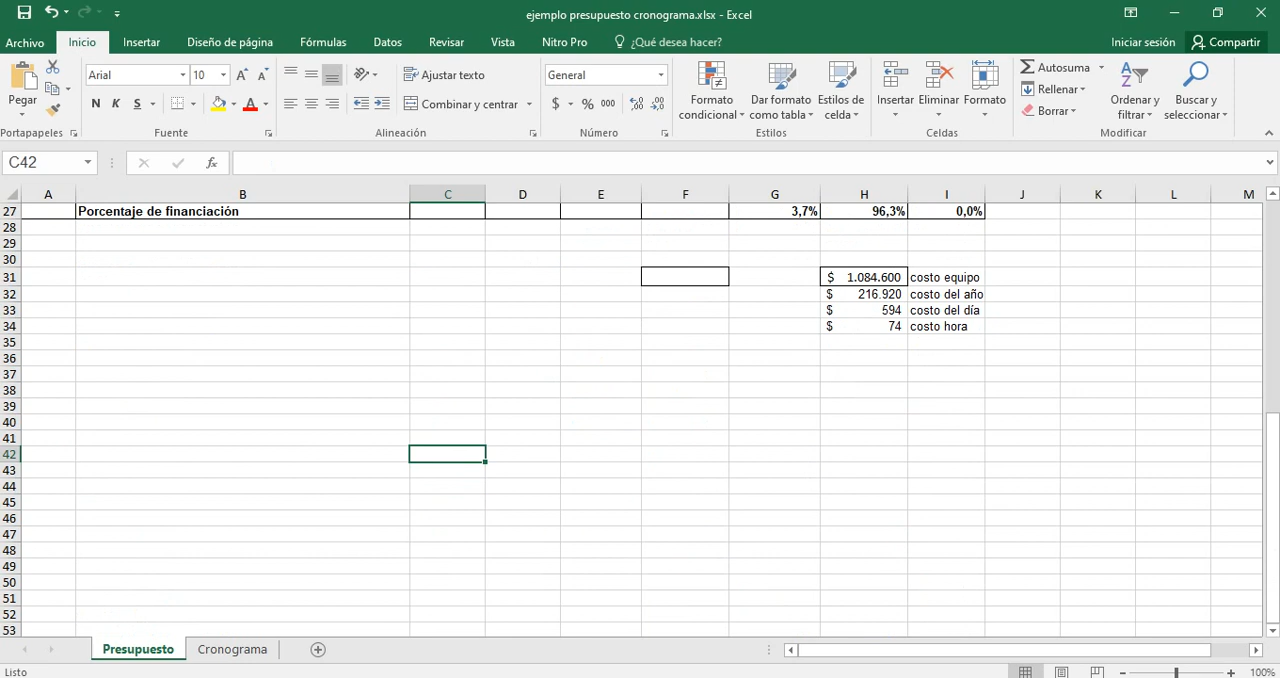 ejemplo presupuesto cronograma.xlsx - Excel
Archivo Inicio Insertar Diseño de página Fórmulas Datos Revisar Vista Nitro Pro ¿Qué desea hacer? Iniciar sesión Compartir
Pegar
Arial 10
N K S
Ajustar texto
Combinar y centrar
General
$ % 000
Formato condicional
Dar formato como tabla
Estilos de celda
Insertar Eliminar Formato
Autosuma
Rellenar
Borrar
Ordenar y filtrar
Buscar y seleccionar
Portapapeles Fuente Alineación Número Estilos Celdas Modificar
C42 fx
A B C D E F G H I J K L M
27 Porcentaje de financiación 3,7% 96,3% 0,0%
28
29
30
31 $ 1.084.600 costo equipo
32 $ 216.920 costo del año
33 $ 594 costo del día
34 $ 74 costo hora
35
36
37
38
39
40
41
42
43
44
45
46
47
48
49
50
51
52
53
Presupuesto Cronograma
Listo 100%